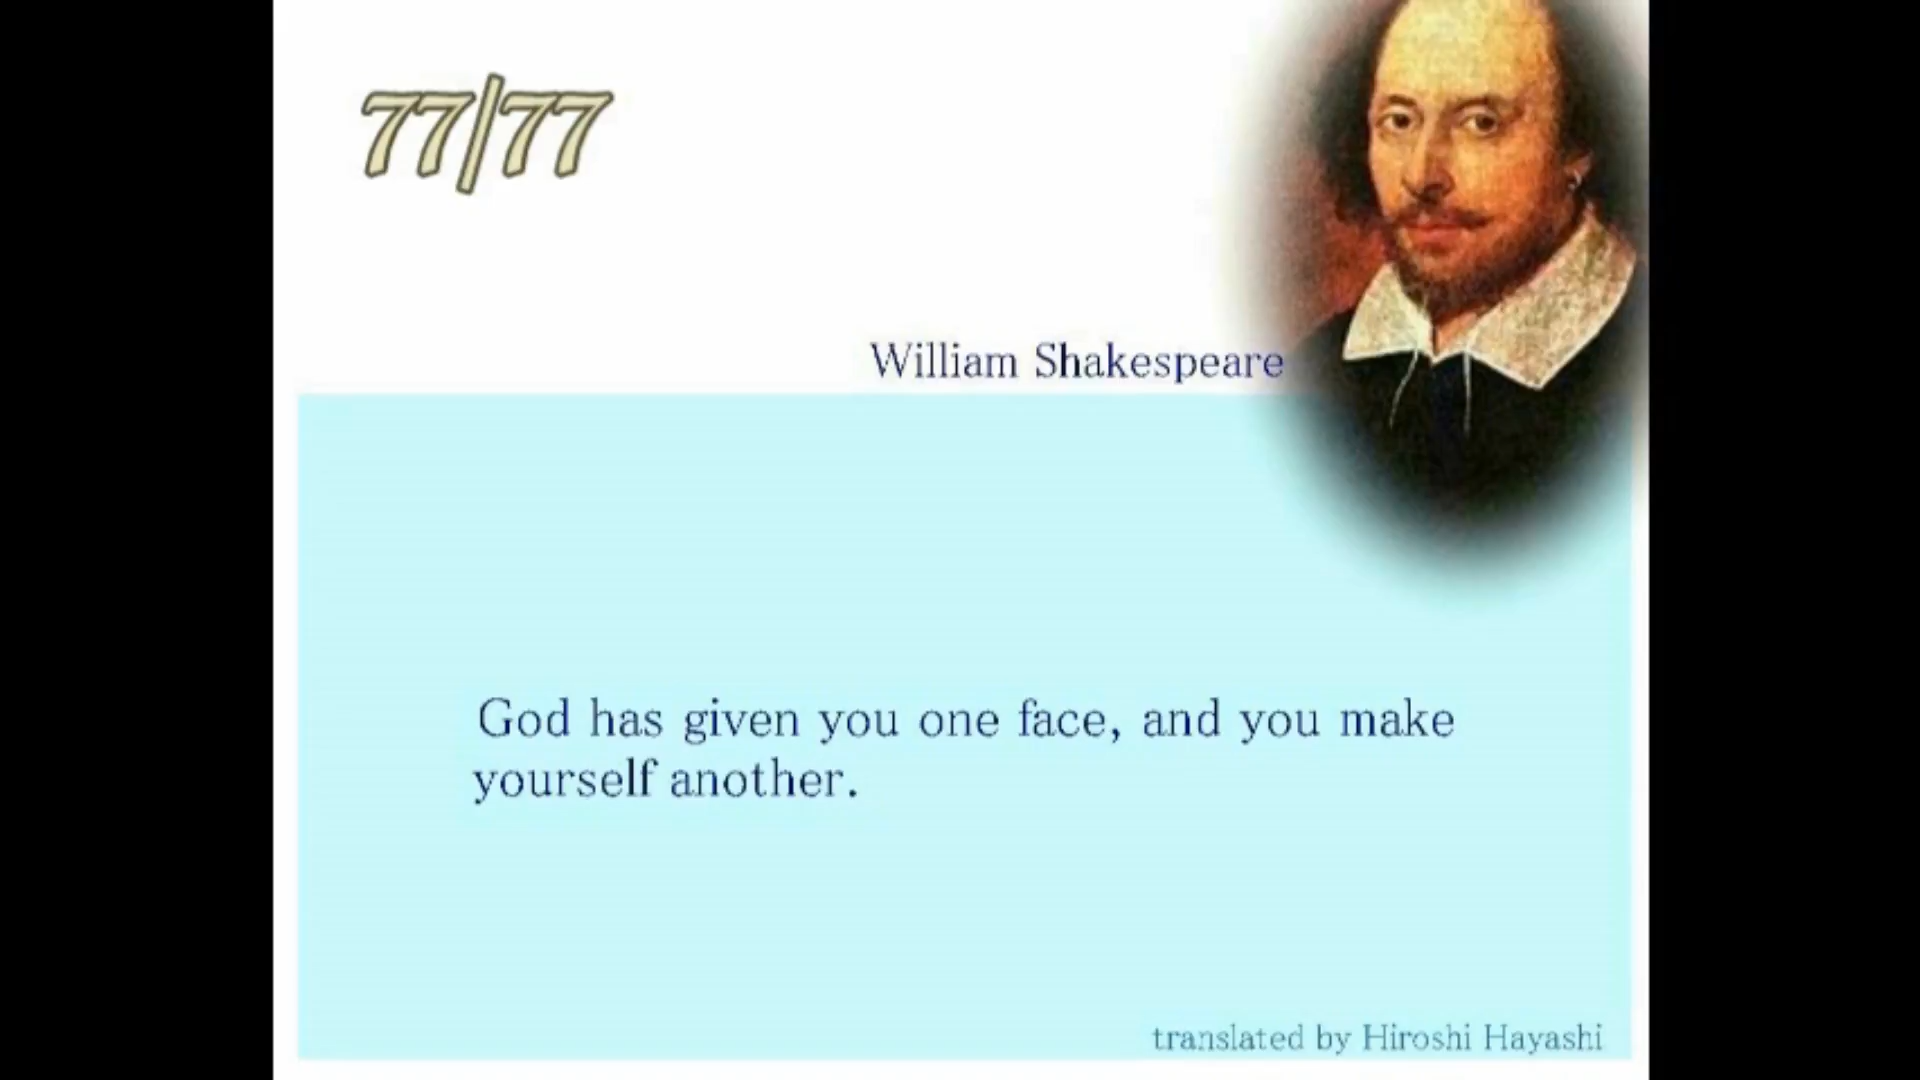 77/77
William Shakespeare
God has given you one face, and you make
yourself another.
translated by Hiroshi Hayashi